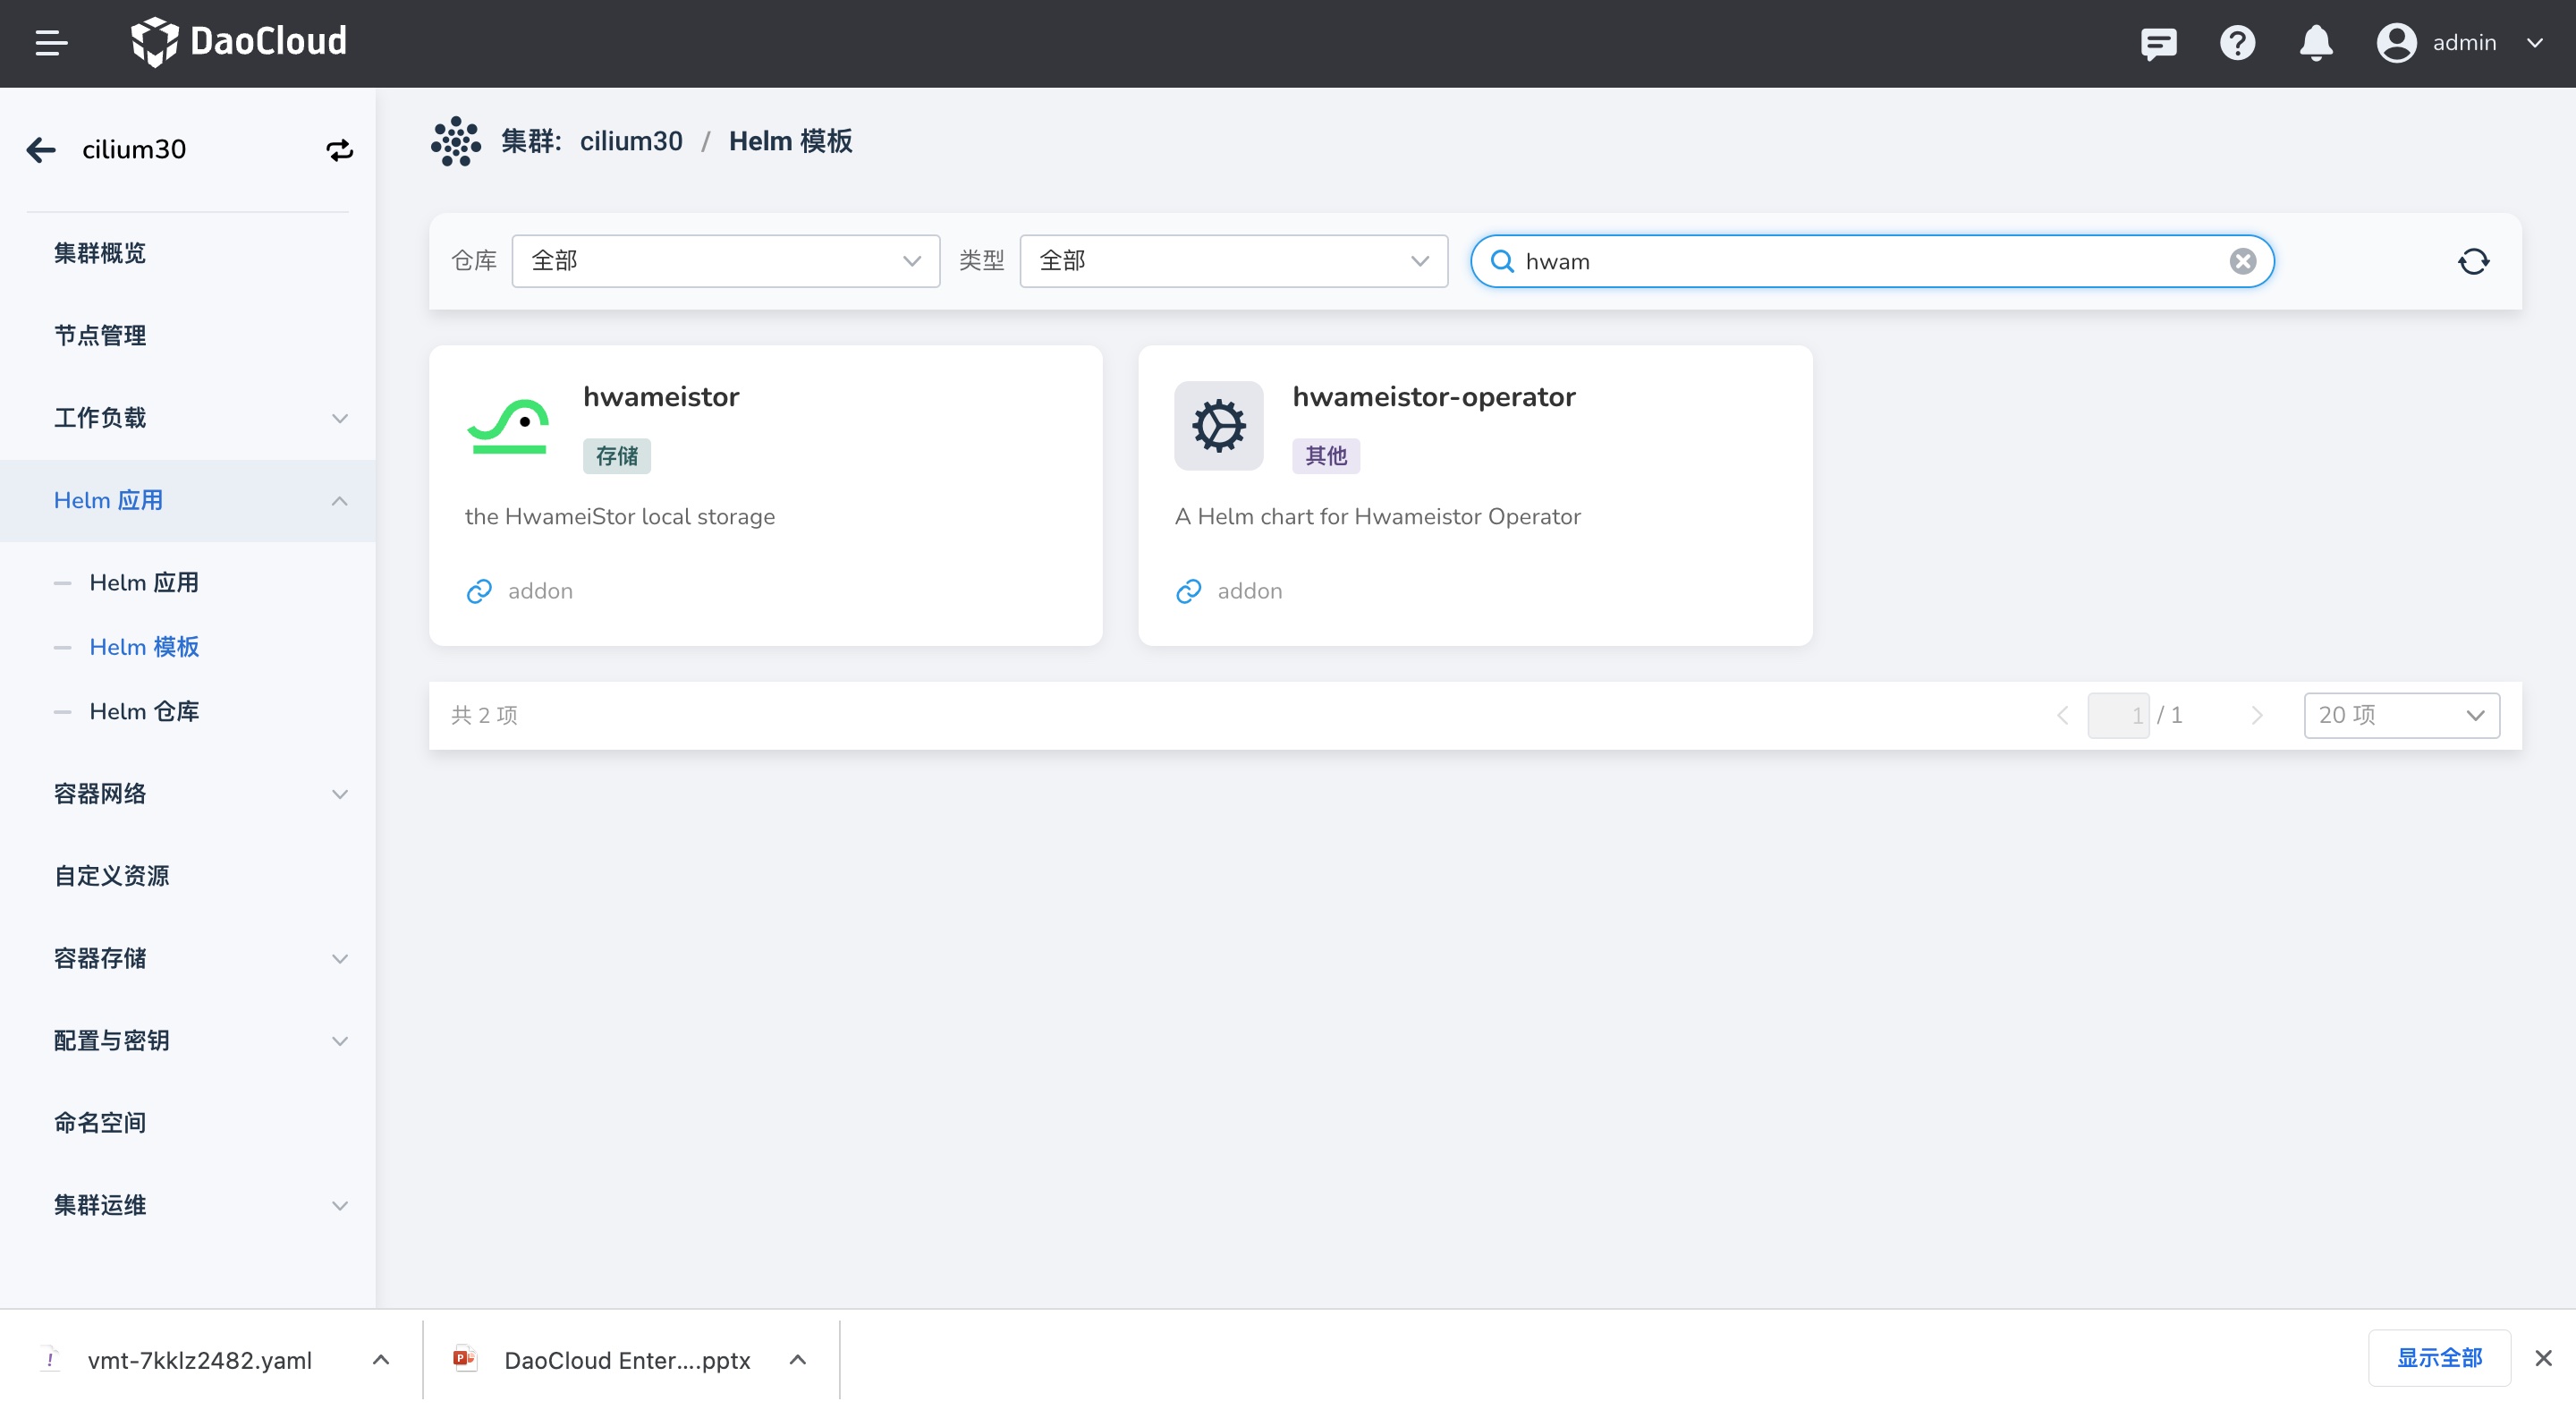 DaoCloud
admin
cilium30
集群概览
节点管理
工作负载
Helm 应用
Helm 应用
Helm 模板
Helm 仓库
容器网络
自定义资源
容器存储
配置与密钥
命名空间
集群运维
集群: cilium30 / Helm 模板
仓库 全部 类型 全部 hwam
hwameistor
存储
the HwameiStor local storage
addon
hwameistor-operator
其他
A Helm chart for Hwameistor Operator
addon
共 2 项 1 / 1 20 项
vmt-7kklz2482.yaml DaoCloud Enter....pptx 显示全部